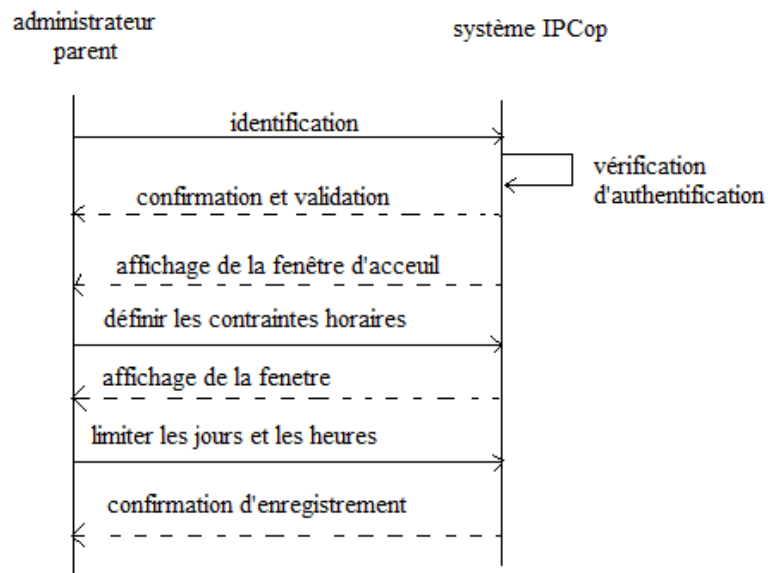 administrateur
parent
système IPCop
identification
vérification
d'authentification
confirmation et validation
affichage de la fenêtre d'acceuil
définir les contraintes horaires
affichage de la fenetre
limiter les jours et les heures
confirmation d'enregistrement